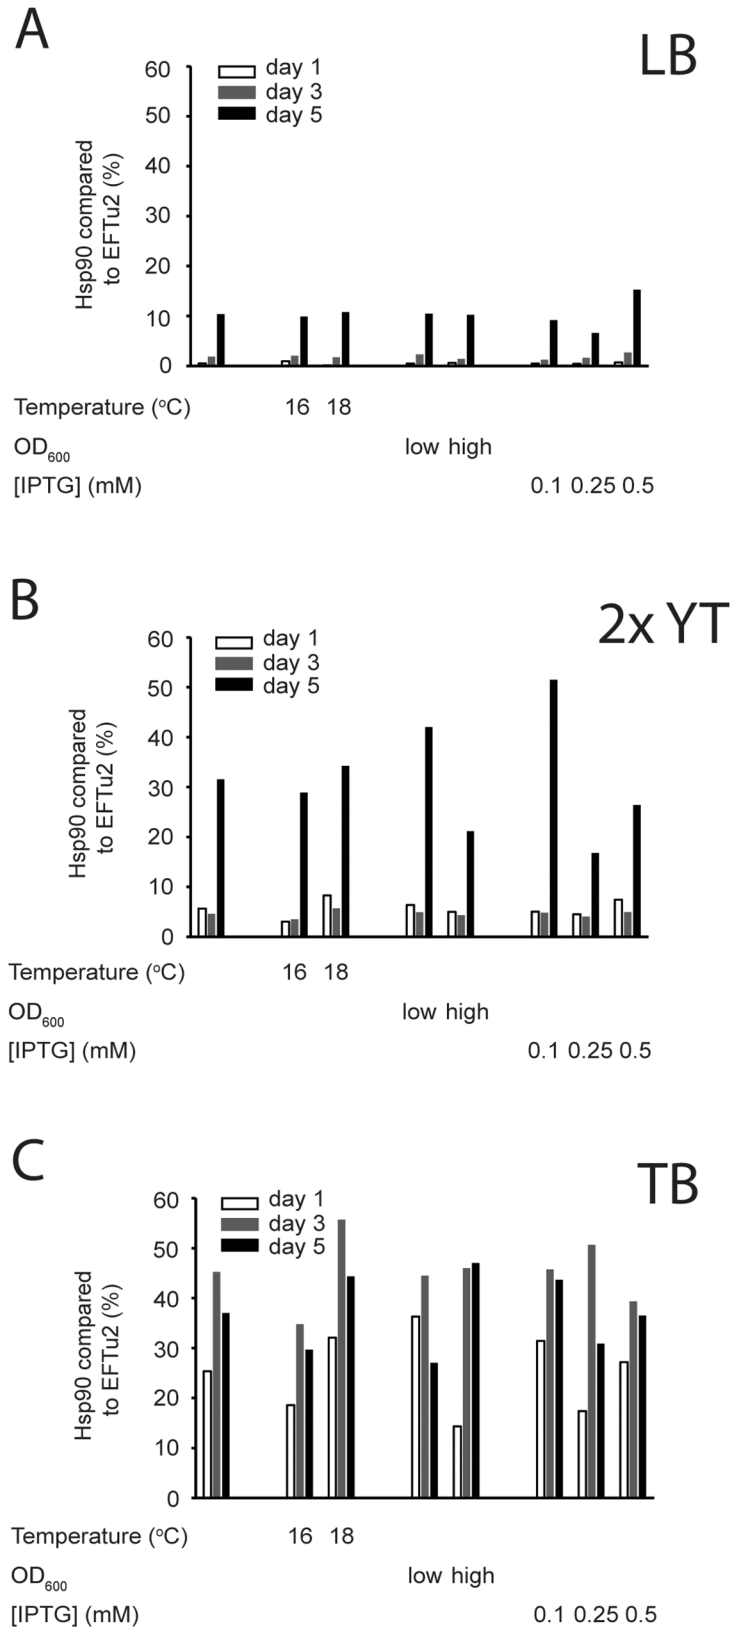 A
LB
60
50
40
30
20
10
0
Hsp90 compared
to EFTu2 (%)
day 1
day 3
day 5
Temperature (°C) 16 18
OD600 low high
[IPTG] (mM) 0.1 0.25 0.5
B
2x YT
60
50
40
30
20
10
0
Hsp90 compared
to EFTu2 (%)
day 1
day 3
day 5
Temperature (°C) 16 18
OD600 low high
[IPTG] (mM) 0.1 0.25 0.5
C
TB
60
50
40
30
20
10
0
Hsp90 compared
to EFTu2 (%)
day 1
day 3
day 5
Temperature (°C) 16 18
OD600 low high
[IPTG] (mM) 0.1 0.25 0.5